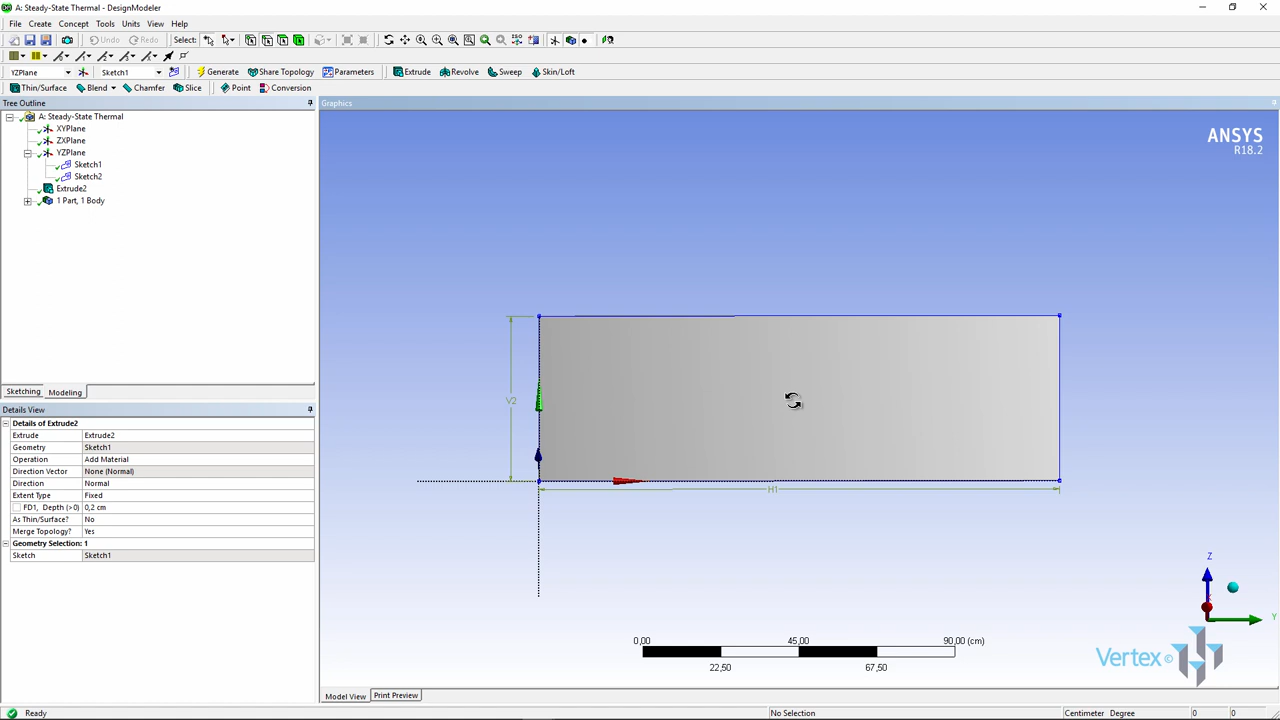 A: Steady-State Thermal - DesignModeler
File Create Concept Tools Units View Help
Undo Redo Select:
YZPlane Sketch1 Generate Share Topology Parameters Extrude Revolve Sweep Skin/Loft
Thin/Surface Blend Chamfer Slice Point Conversion
Tree Outline
A: Steady-State Thermal
XYPlane
ZXPlane
YZPlane
Sketch1
Sketch2
Extrude2
1 Part, 1 Body
Sketching Modeling
Details View
Details of Extrude2
Extrude Extrude2
Geometry Sketch1
Operation Add Material
Direction Vector None (Normal)
Direction Normal
Extent Type Fixed
FD1, Depth (>0) 0,2 cm
As Thin/Surface? No
Merge Topology? Yes
Geometry Selection: 1
Sketch Sketch1
Graphics
ANSYS
R18.2
V2
H1
Z
Y
0,00 45,00 90,00 (cm)
22,50 67,50
Vertex ©
Model View Print Preview
Ready No Selection Centimeter Degree 0 0